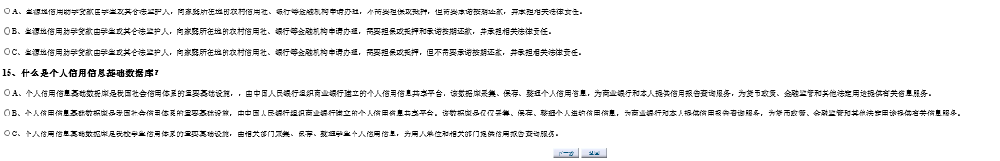 A、生源地信用助学贷款由学生或其合法监护人，向家庭所在地的农村信用社、银行等金融机构申请办理，不需要担保或抵押，但需要承诺按期还款，并承担相关法律责任。
B、生源地信用助学贷款由学生或其合法监护人，向家庭所在地的农村信用社、银行等金融机构申请办理，需要担保或抵押和承诺按期还款，并承担相关法律责任。
C、生源地信用助学贷款由学生或其合法监护人，向家庭所在地的农村信用社、银行等金融机构申请办理，需要担保或抵押，但不需要承诺按期还款，并承担相关法律责任。
15、什么是个人信用信息基础数据库？
A、个人信用信息基础数据库是我国社会信用体系的重要基础设施，，由中国人民银行组织商业银行建立的个人信用信息共享平台。该数据库采集、保存、整理个人信用信息，为商业银行和本人提供信用报告查询服务，为货币政策、金融监管和其他法定用途提供有关信息服务。
B、个人信用信息基础数据库是我国社会信用体系的重要基础设施，由中国人民银行组织商业银行建立的个人信用信息共享平台。该数据库是仅仅采集、保存、整理个人违约信用信息，为商业银行和本人提供信用报告查询服务，为货币政策、金融监管和其他法定用途提供有关信息服务。
C、个人信用信息基础数据库是我校学生信用体系的重要基础设施，由相关部门采集、保存、整理学生个人信用信息，为用人单位和相关部门提供信用报告查询服务。
下一步